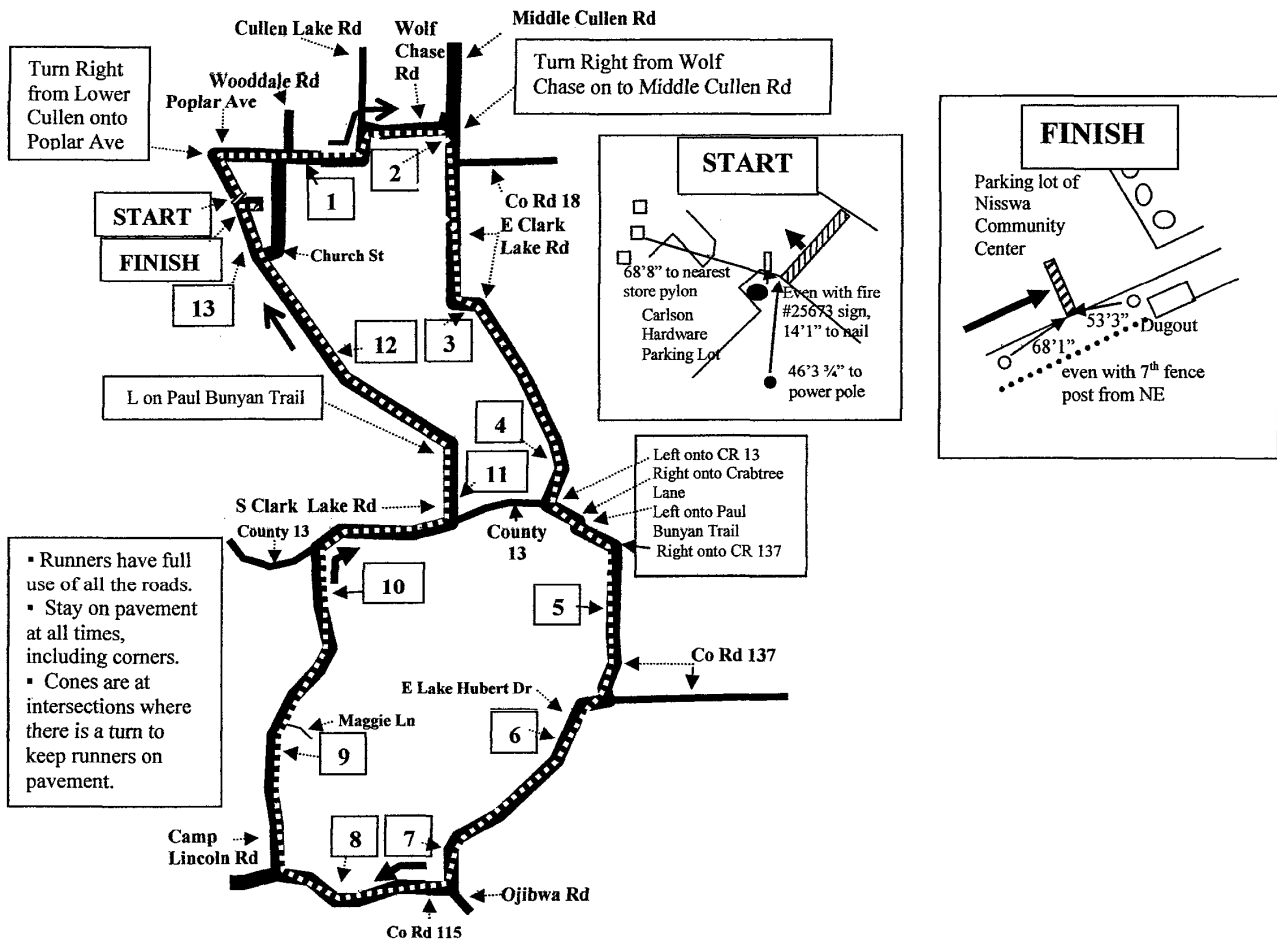 Cullen Lake Rd
Wolf
Chase
Rd
Middle Cullen Rd
Turn Right
from Lower
Cullen onto
Poplar Ave
Wooddale Rd
Poplar Ave
Turn Right from Wolf
Chase on to Middle Cullen Rd
1
2
START
FINISH
13
Church St
Co Rd 18
E Clark
Lake Rd
3
12
START
68'8" to nearest
store pylon
Carlson
Hardware
Parking Lot
Even with fire
#25673 sign,
14'1" to nail
46'3 ¾" to
power pole
FINISH
Parking lot of
Nisswa
Community
Center
53'3"
Dugout
68'1"
even with 7th fence
post from NE
L on Paul Bunyan Trail
4
11
Left onto CR 13
Right onto Crabtree
Lane
Left onto Paul
Bunyan Trail
Right onto CR 137
S Clark Lake Rd
County 13
County
13
▪ Runners have full
use of all the roads.
▪ Stay on pavement
at all times,
including corners.
▪ Cones are at
intersections where
there is a turn to
keep runners on
pavement.
10
5
Co Rd 137
E Lake Hubert Dr
6
Maggie Ln
9
8
7
Camp
Lincoln Rd
Ojibwa Rd
Co Rd 115